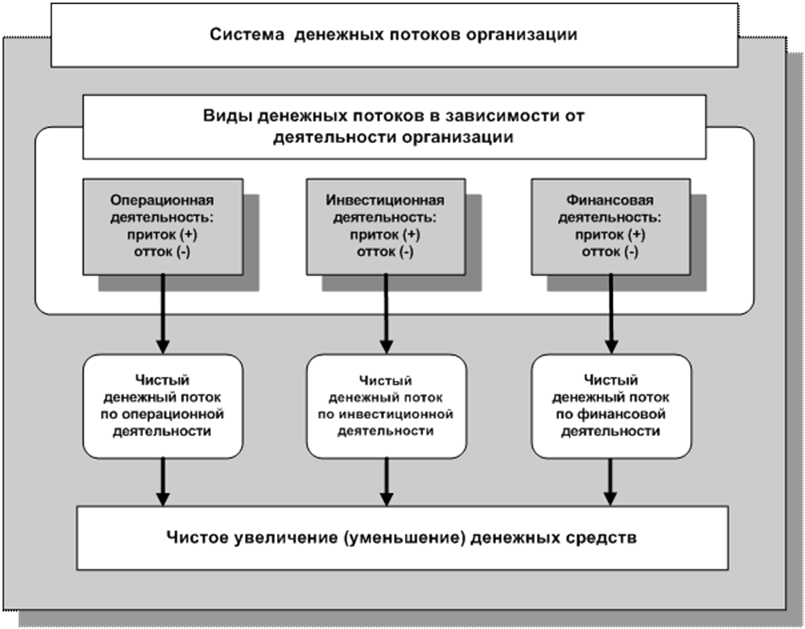 Система денежных потоков организации
Виды денежных потоков в зависимости от
деятельности организации
Операционная
деятельность:
приток (+)
отток (-)
Инвестиционная
деятельность:
приток (+)
отток (-)
Финансовая
деятельность:
приток (+)
отток (-)
Чистый
денежный поток
по операционной
деятельности
Чистый
денежный поток
по инвестиционной
деятельности
Чистый
денежный поток
по финансовой
деятельности
Чистое увеличение (уменьшение) денежных средств